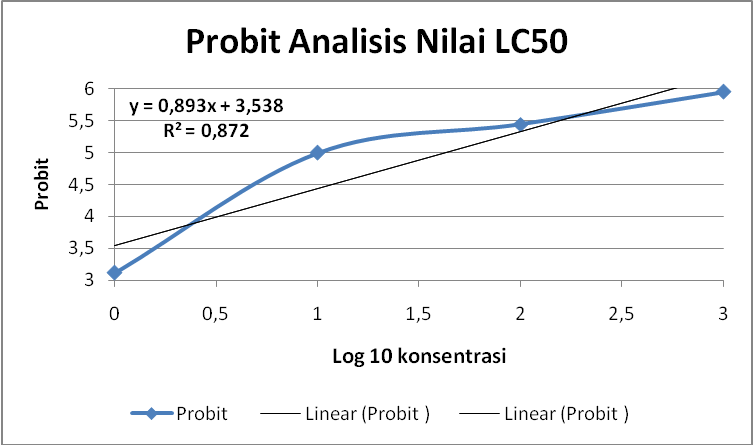 Probit Analisis Nilai LC50
y = 0,893x + 3,538
R² = 0,872
6
5,5
5
4,5
4
3,5
3
Probit
0 0,5 1 1,5 2 2,5 3
Log 10 konsentrasi
Probit Linear (Probit ) Linear (Probit )